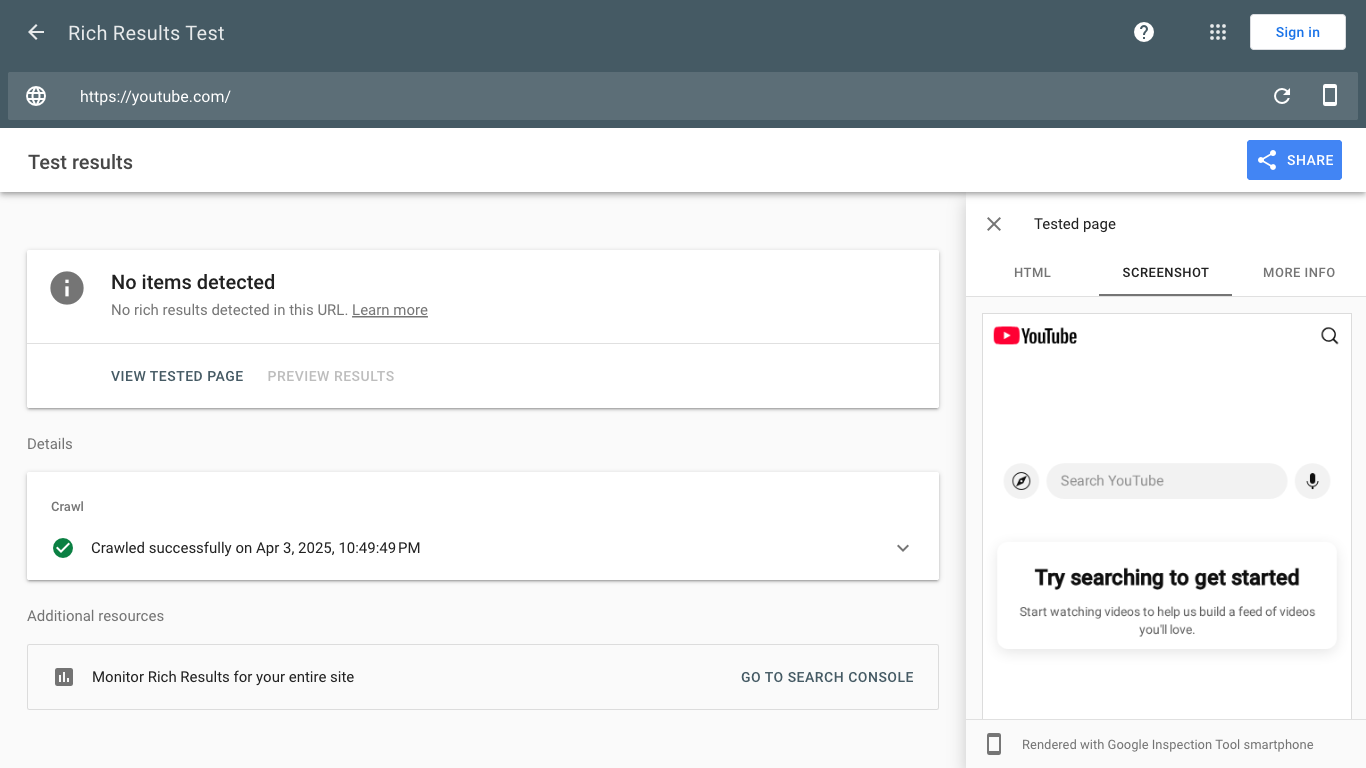 Rich Results Test
Sign in
https://youtube.com/
Test results
SHARE
No items detected
No rich results detected in this URL. Learn more
VIEW TESTED PAGE PREVIEW RESULTS
Details
Crawl
Crawled successfully on Apr 3, 2025, 10:49:49 PM
Additional resources
Monitor Rich Results for your entire site
GO TO SEARCH CONSOLE
Tested page
HTML SCREENSHOT MORE INFO
YouTube
Search YouTube
Try searching to get started
Start watching videos to help us build a feed of videos
you'll love.
Rendered with Google Inspection Tool smartphone